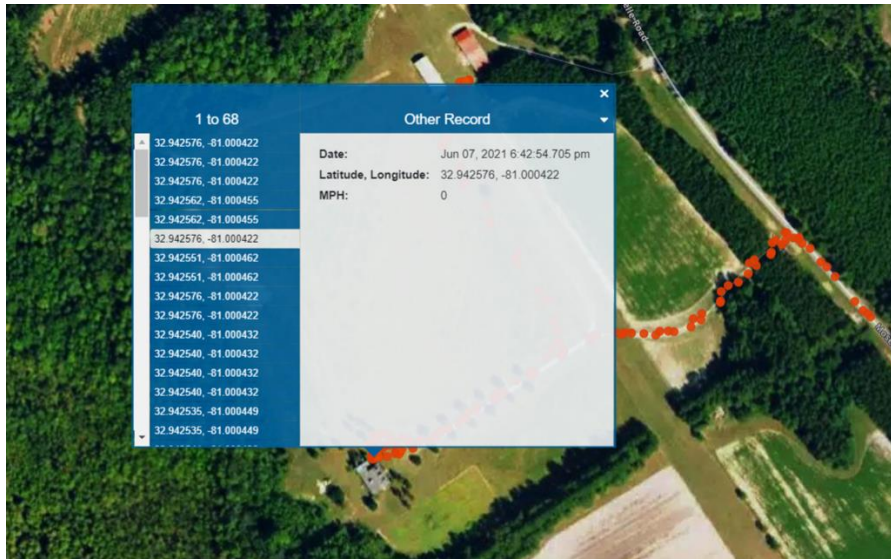 1 to 68
Other Record
32.942576, -81.000422
32.942576, -81.000422
32.942576, -81.000422
32.942562, -81.000455
32.942562, -81.000455
32.942576, -81.000422
32.942551, -81.000462
32.942551, -81.000462
32.942576, -81.000422
32.942576, -81.000422
32.942540, -81.000432
32.942540, -81.000432
32.942540, -81.000432
32.942540, -81.000432
32.942535, -81.000449
32.942535, -81.000449
Date: Jun 07, 2021 6:42:54.705 pm
Latitude, Longitude: 32.942576, -81.000422
MPH: 0
Road